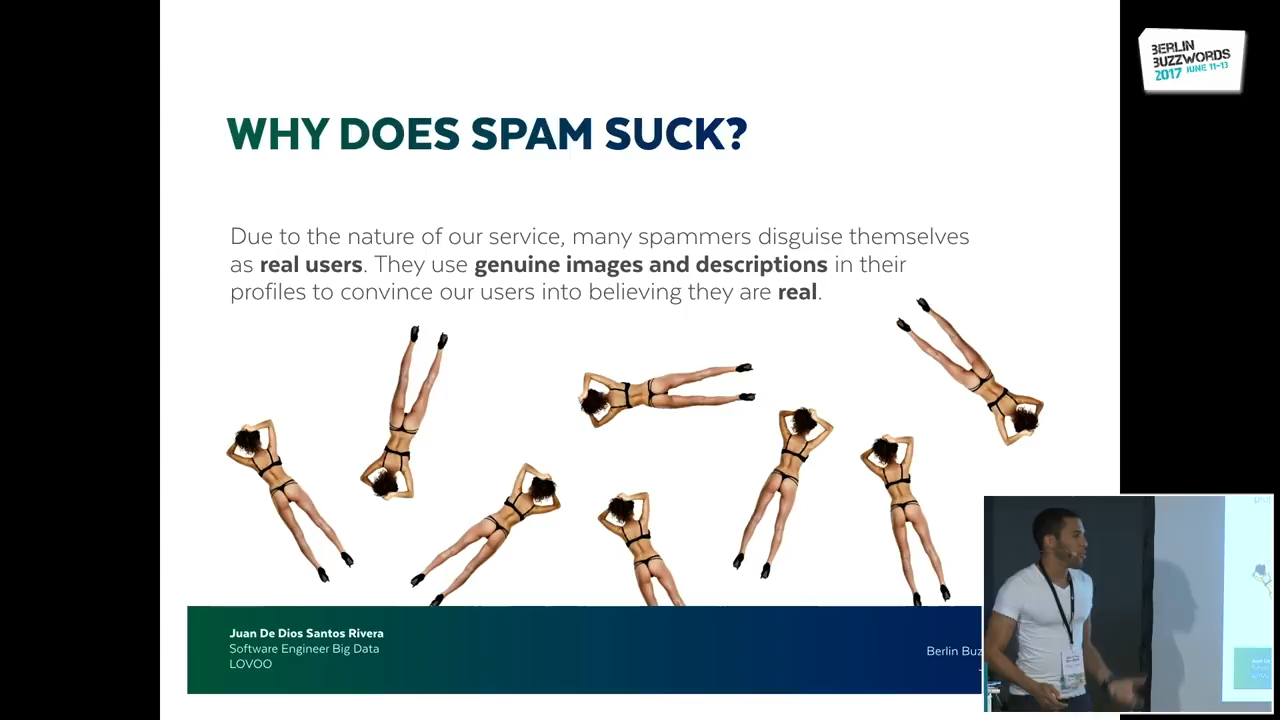 BERLIN
BUZZWORDS
2017 JUNE 11-13
WHY DOES SPAM SUCK?
Due to the nature of our service, many spammers disguise themselves
as real users. They use genuine images and descriptions in their
profiles to convince our users into believing they are real.
Juan De Dios Santos Rivera
Software Engineer Big Data
LOVOO
Berlin